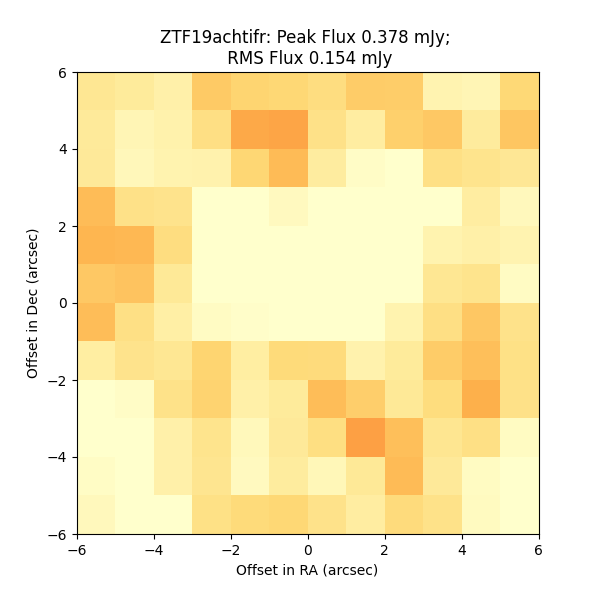 ZTF19achtifr: Peak Flux 0.378 mJy;
RMS Flux 0.154 mJy
6
4
2
0
−2
−4
−6
Offset in Dec (arcsec)
−6 −4 −2 0 2 4 6
Offset in RA (arcsec)